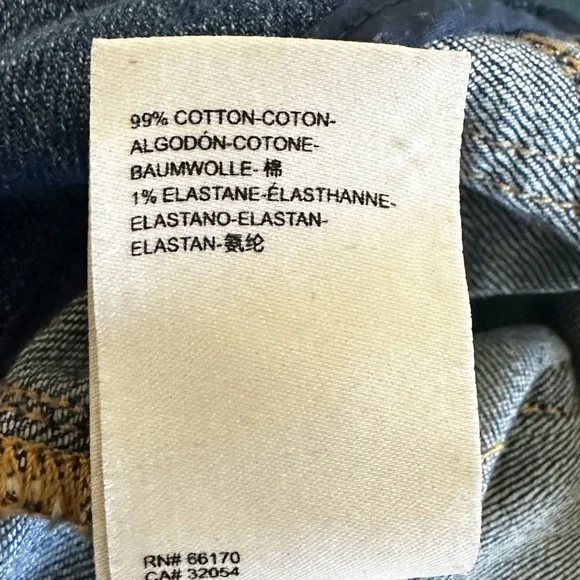 99% COTTON-COTON-
ALGODÓN-COTONE-
BAUMWOLLE-棉
1% ELASTANE-ÉLASTHANNE-
ELASTANO-ELASTAN-
ELASTAN-氨纶
RN# 66170
CA# 32054